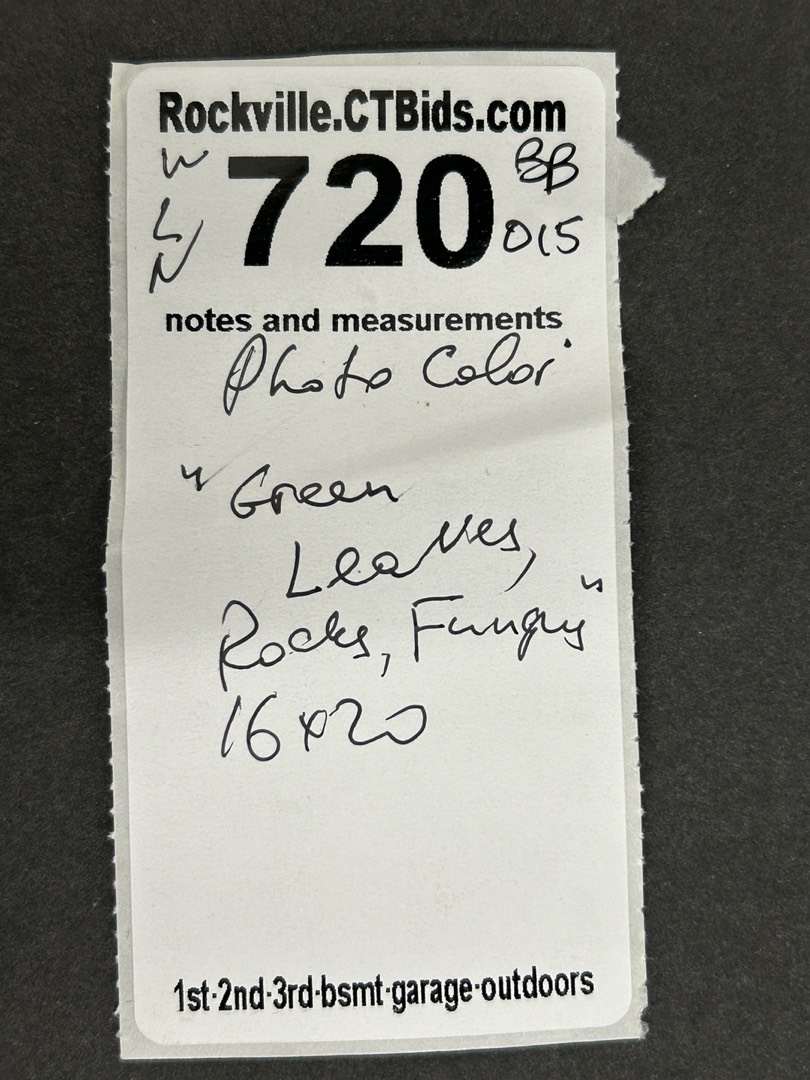 Rockville.CTBids.com
W 720 BB
L 015
N
notes and measurements
Photo Color
"Green
Leaves,
Rocks, Fungus"
16x20
1st·2nd·3rd·bsmt·garage·outdoors